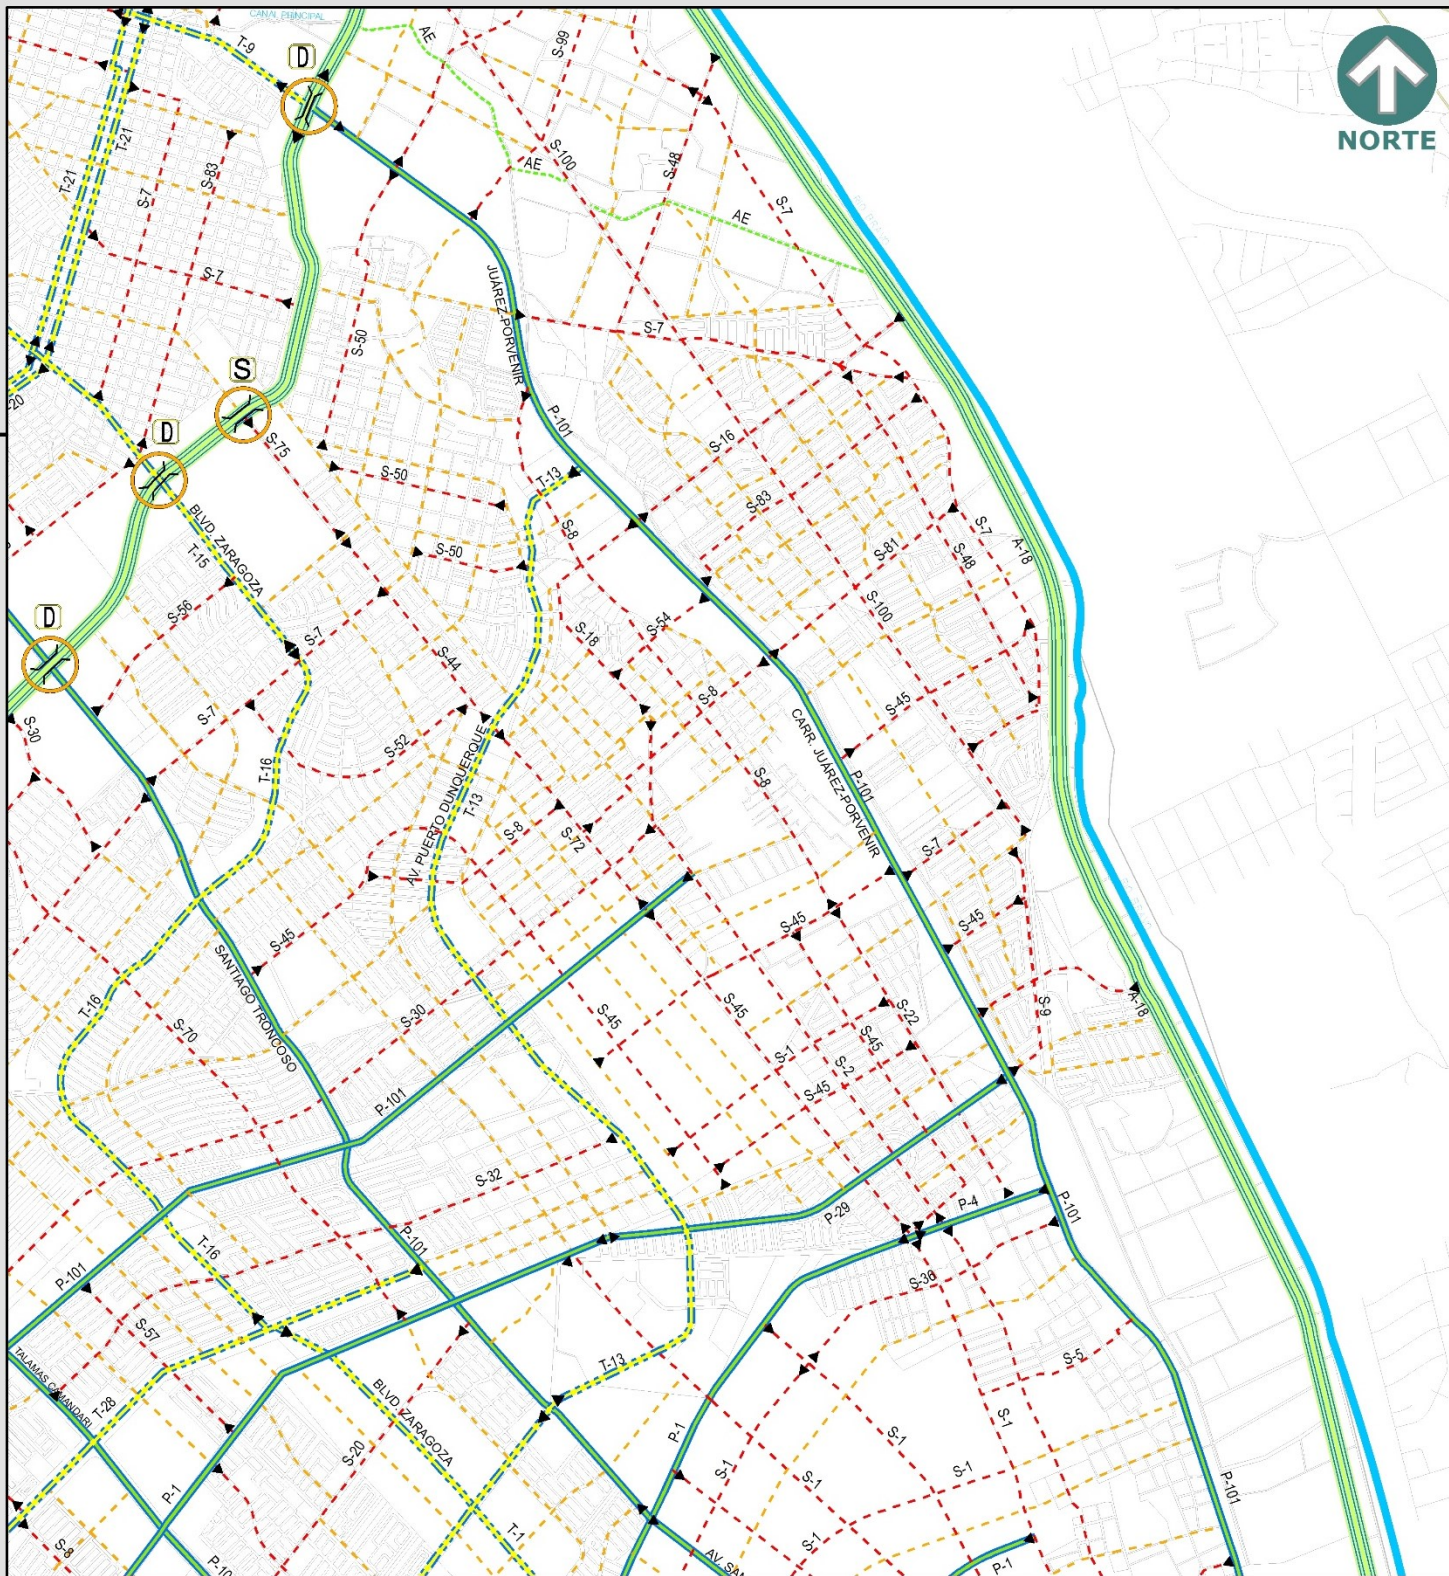 CANAL PRINCIPAL
T-9
D
AE
S-99
NORTE
T-21
T-21
S-7
S-83
S-100
AE
S-48
S-7
AE
S-7
JUÁREZ-PORVENIR
S-50
S-7
S
D
S-75
P-101
S-16
S-50
T-13
S-83
BLVD. ZARAGOZA
T-15
S-50
S-8
S-81
S-48
S-7
A-18
S-56
S-7
S-100
D
S-44
S-18
S-54
S-30
S-7
S-52
S-8
S-45
T-16
AV. PUERTO DUNQUERQUE
T-13
CARR. JUÁREZ-PORVENIR
P-101
S-8
S-8
S-72
S-7
S-45
S-45
S-45
SANTIAGO TRONCOSO
T-16
S-70
S-30
S-45
S-45
S-22
S-9
A-18
S-1
S-45
S-2
S-45
P-101
S-32
P-29
P-4
P-101
T-16
P-101
P-101
S-36
S-57
TALAMAS CAMANDARI
T-28
T-13
S-5
BLVD. ZARAGOZA
P-1
S-1
S-1
S-20
S-1
S-1
S-1
P-1
P-101
S-8
T-1
S-1
P-1